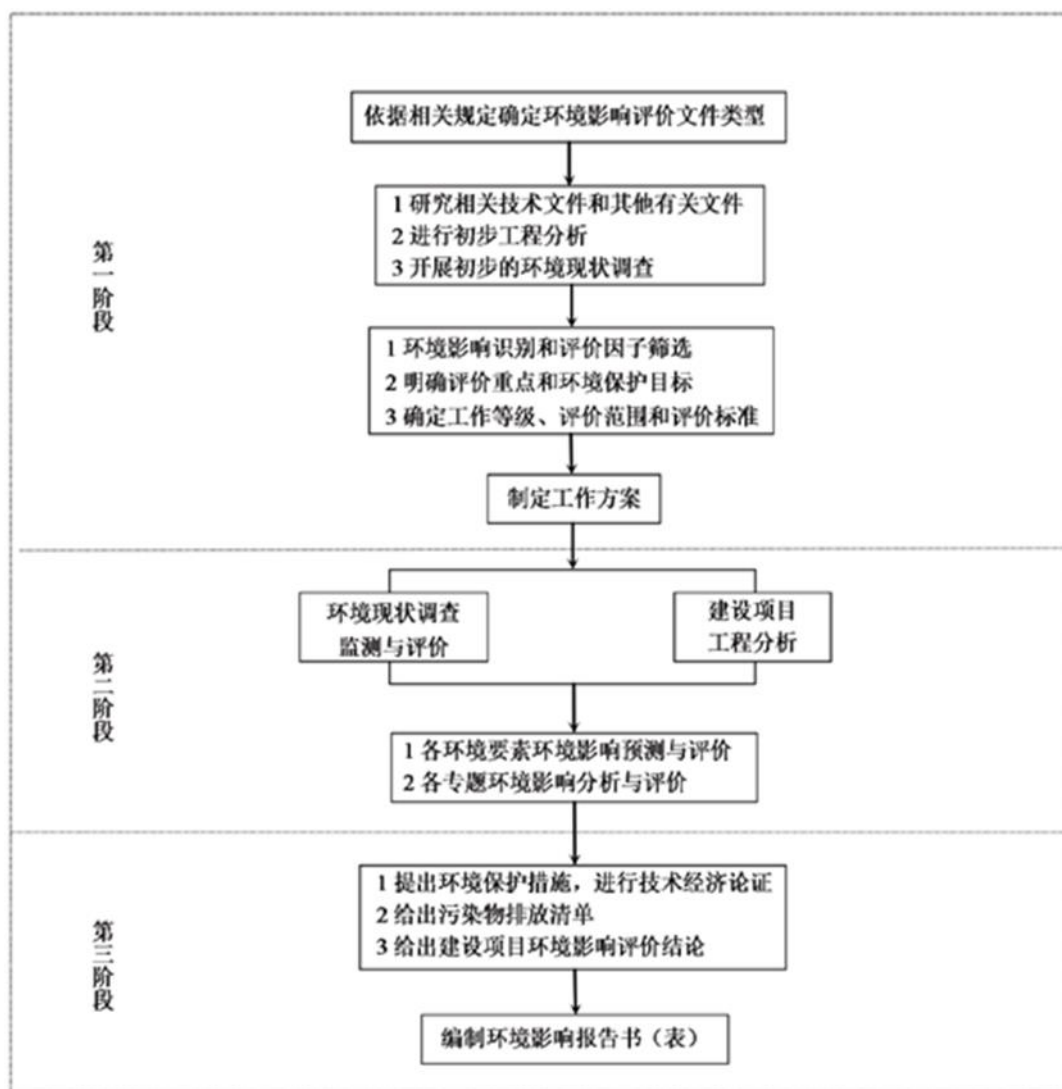 依据相关规定确定环境影响评价文件类型
1 研究相关技术文件和其他有关文件
2 进行初步工程分析
3 开展初步的环境现状调查
第一阶段
1 环境影响识别和评价因子筛选
2 明确评价重点和环境保护目标
3 确定工作等级、评价范围和评价标准
制定工作方案
环境现状调查
监测与评价
建设项目
工程分析
第二阶段
1 各环境要素环境影响预测与评价
2 各专题环境影响分析与评价
1 提出环境保护措施，进行技术经济论证
2 给出污染物排放清单
3 给出建设项目环境影响评价结论
第三阶段
编制环境影响报告书（表）